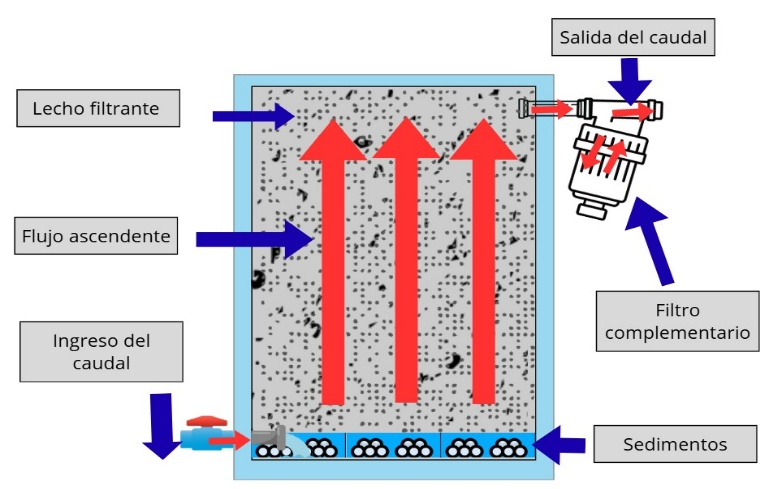 Salida del caudal
Lecho filtrante
Flujo ascendente
Ingreso del
caudal
Filtro
complementario
Sedimentos